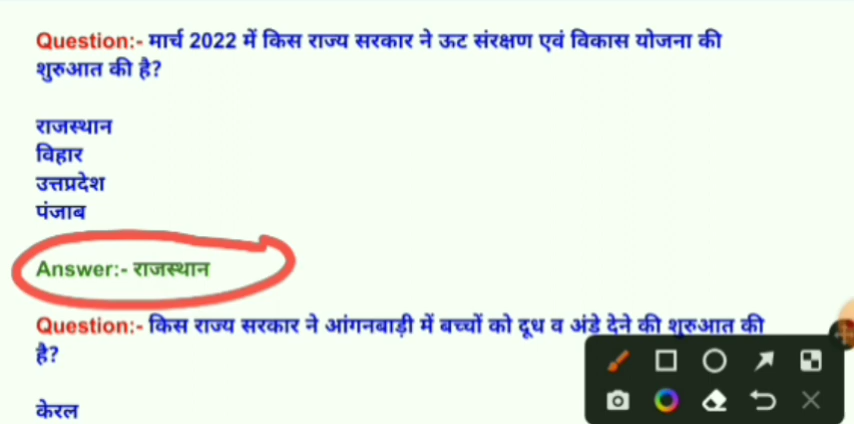 Question:- मार्च 2022 में किस राज्य सरकार ने ऊट संरक्षण एवं विकास योजना की
शुरुआत की है?
राजस्थान
विहार
उत्तप्रदेश
पंजाब
Answer:- राजस्थान
Question:- किस राज्य सरकार ने आंगनबाड़ी में बच्चों को दूध व अंडे देने की शुरुआत की
है?
केरल